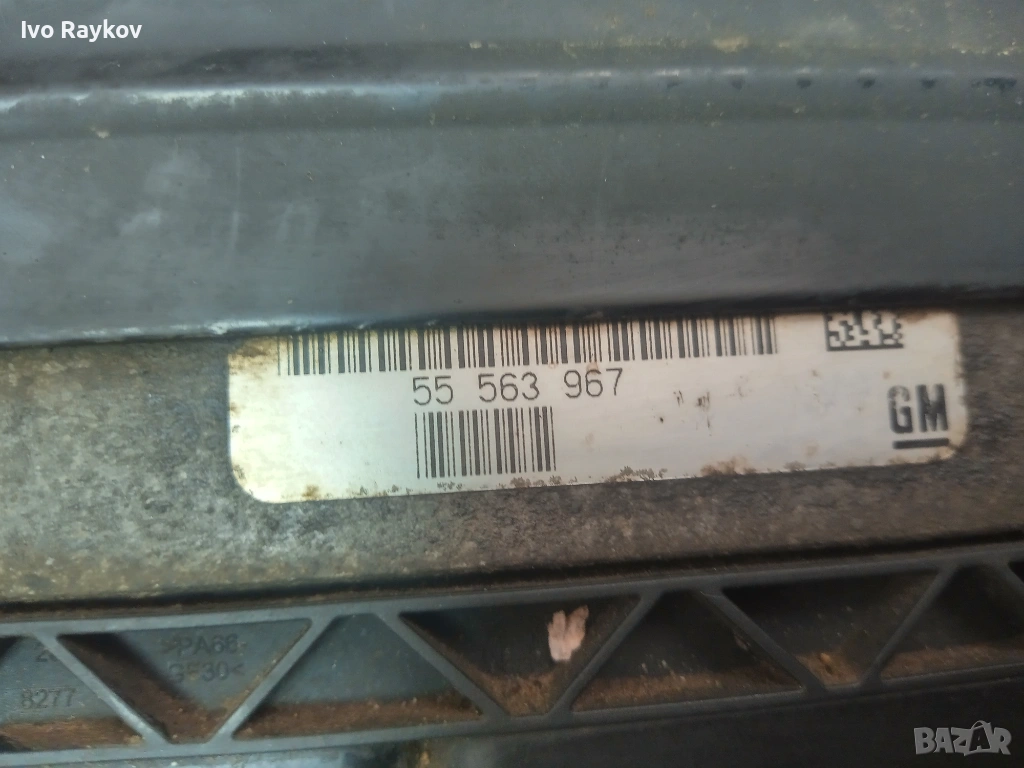 Ivo Raykov
55 563 967
GM
>PA66-
GF30<
8277
BAZAR